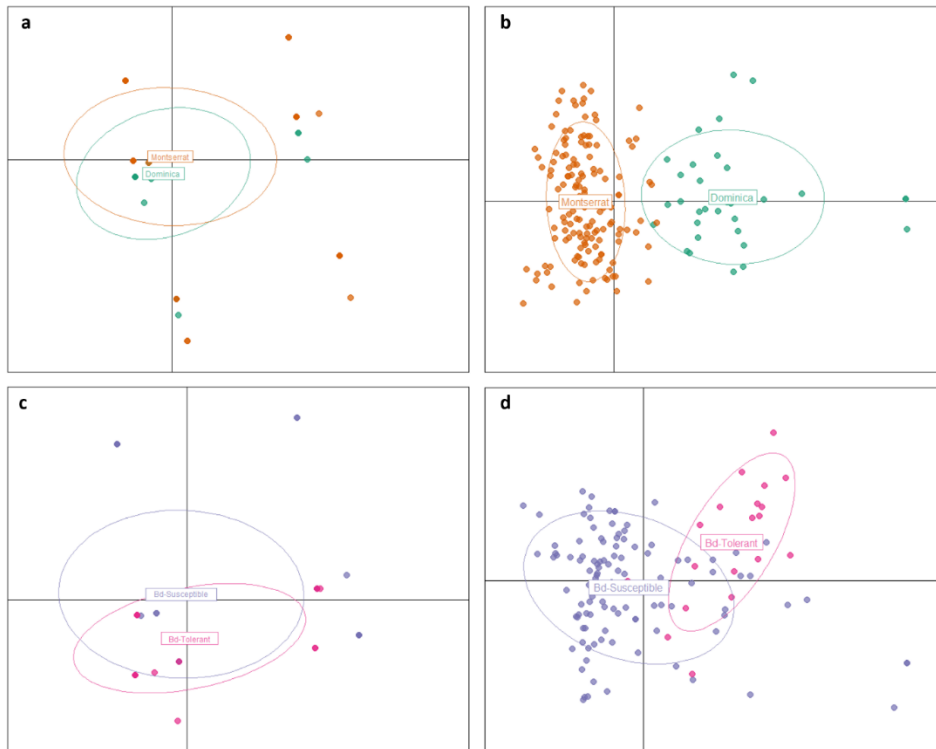 a
Montserrat
Dominica
b
Montserrat
Dominica
c
Bd-Susceptible
Bd-Tolerant
d
Bd-Tolerant
Bd-Susceptible